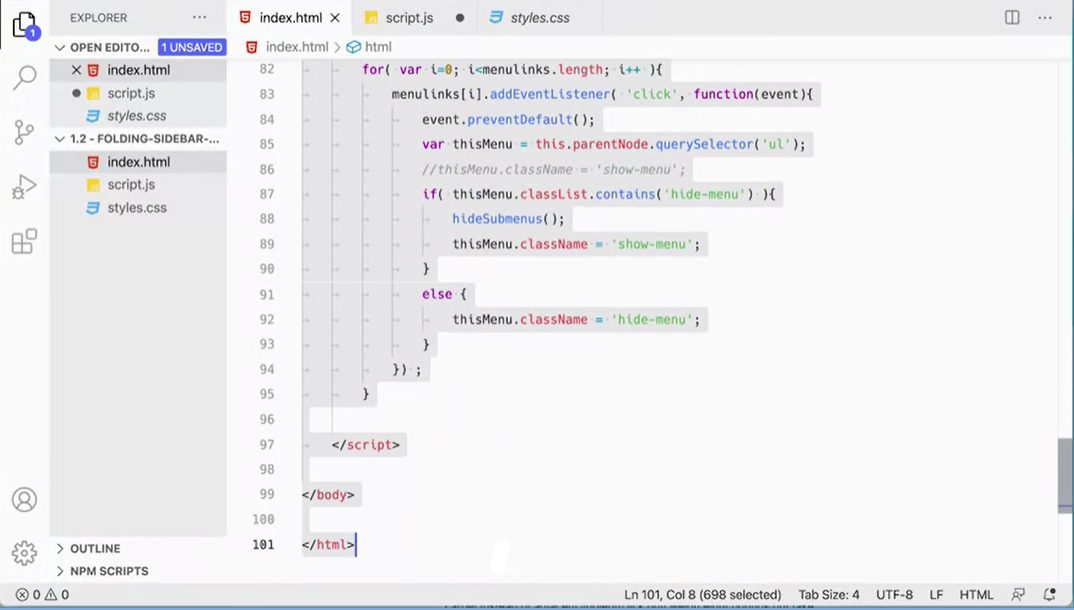 EXPLORER
index.html
script.js
styles.css
OPEN EDITO...
1 UNSAVED
index.html
script.js
styles.css
1.2 - FOLDING-SIDEBAR-...
index.html
script.js
styles.css
OUTLINE
NPM SCRIPTS
1
index.html > html
82 for( var i=0; i<menulinks.length; i++ ){
83 menulinks[i].addEventListener( 'click', function(event){
84 event.preventDefault();
85 var thisMenu = this.parentNode.querySelector('ul');
86 //thisMenu.className = 'show-menu';
87 if( thisMenu.classList.contains('hide-menu') ){
88 hideSubmenus();
89 thisMenu.className = 'show-menu';
90 }
91 else {
92 thisMenu.className = 'hide-menu';
93 }
94 }) ;
95 }
96
97 </script>
98
99 </body>
100
101 </html>
0 0
Ln 101, Col 8 (698 selected) Tab Size: 4 UTF-8 LF HTML